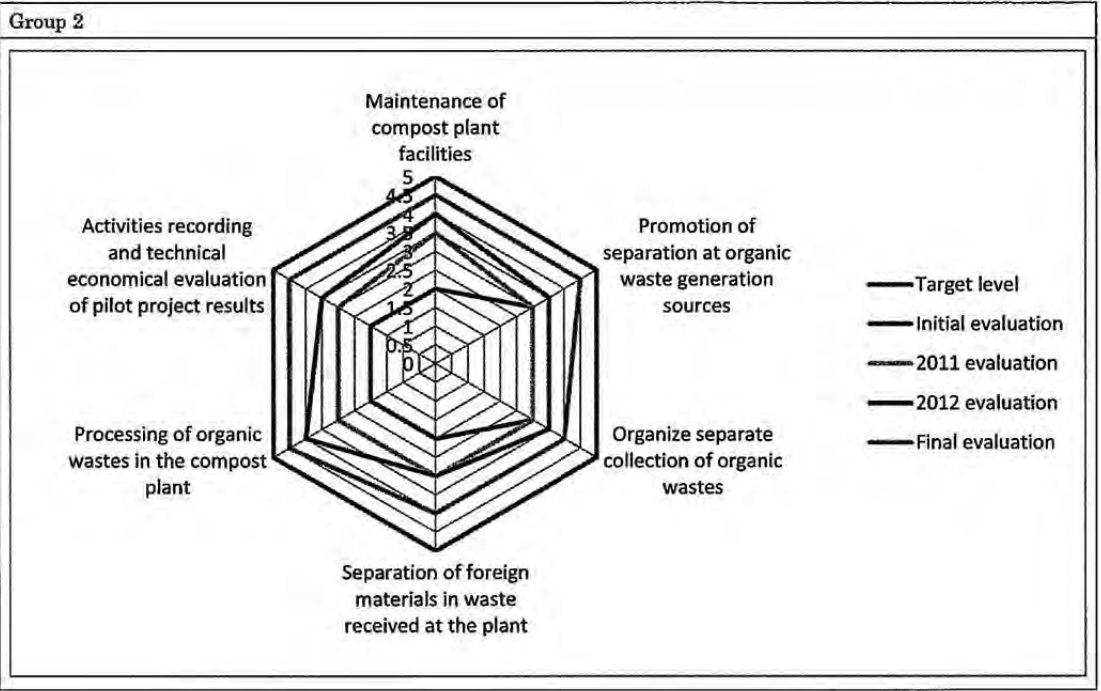 Group 2
Maintenance of
compost plant
facilities
5
4.5
4
3.5
3
2.5
2
1.5
1
0.5
0
Promotion of
separation at organic
waste generation
sources
Organize separate
collection of organic
wastes
Separation of foreign
materials in waste
received at the plant
Processing of organic
wastes in the compost
plant
Activities recording
and technical
economical evaluation
of pilot project results
Target level
Initial evaluation
2011 evaluation
2012 evaluation
Final evaluation